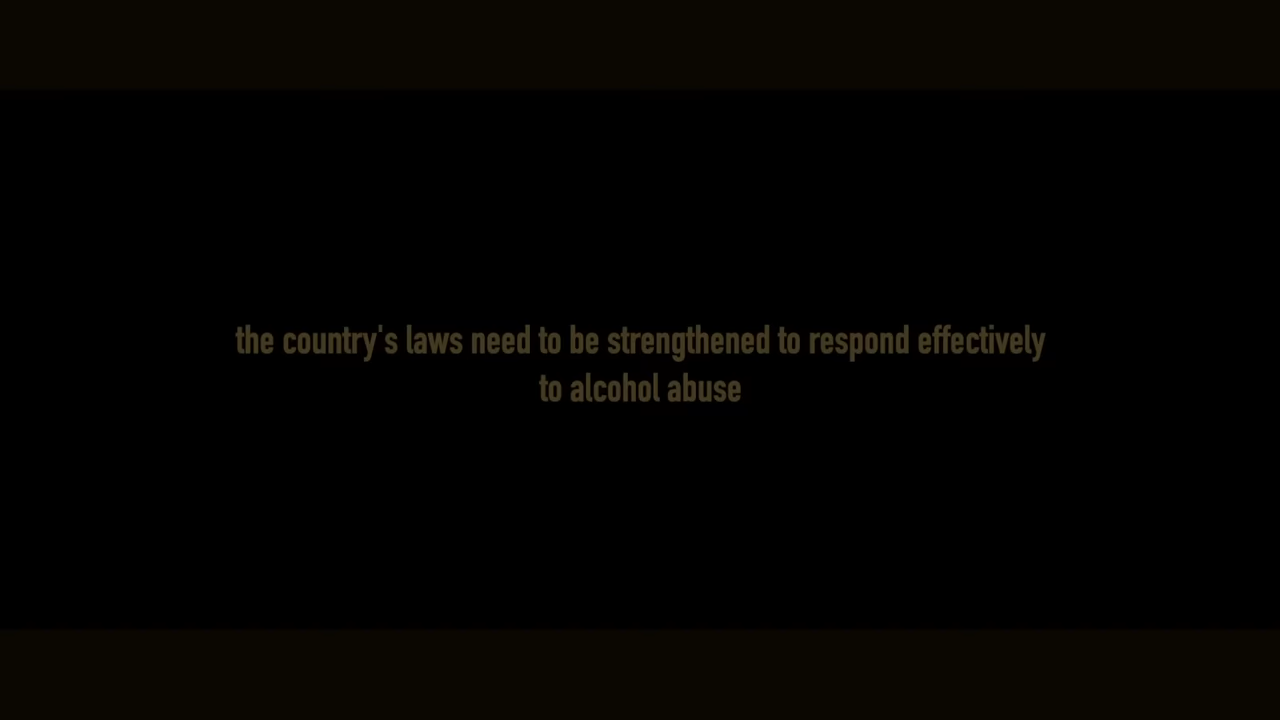 the country's laws need to be strengthened to respond effectively
to alcohol abuse